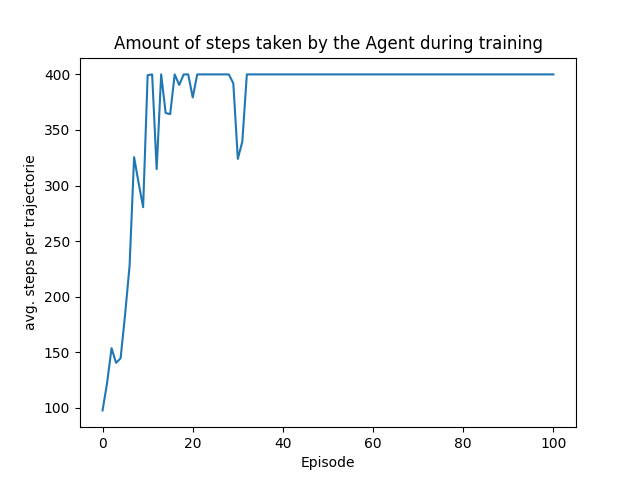 Amount of steps taken by the Agent during training
400
350
300
250
200
150
100
avg. steps per trajectorie
0 20 40 60 80 100
Episode